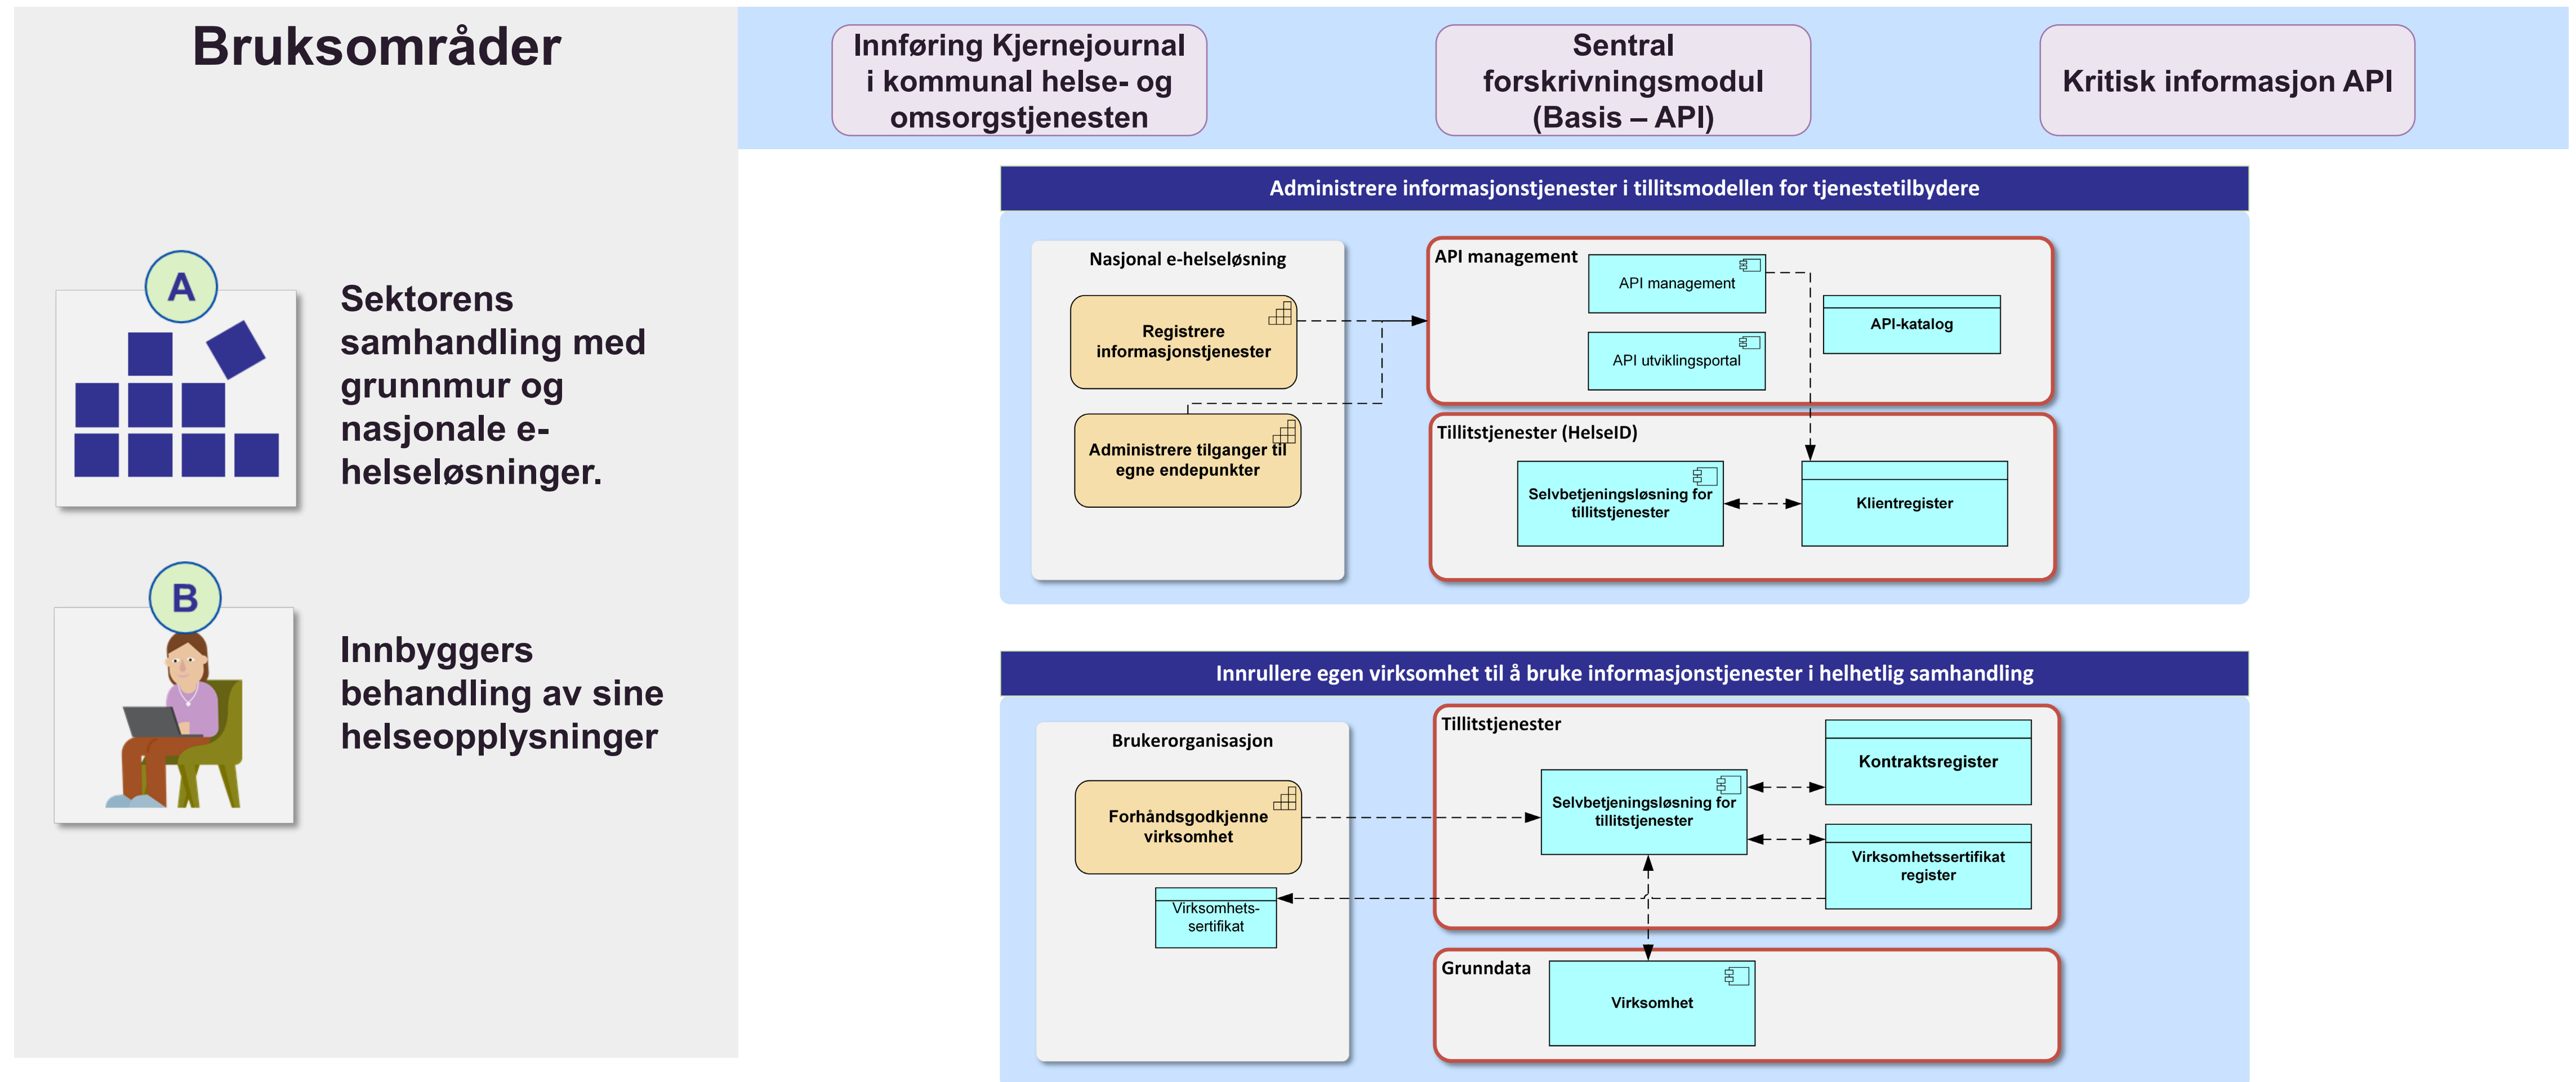 Bruksområder
A
Sektorens
samhandling med
grunnmur og
nasjonale e-
helseløsninger.
B
Innbyggers
behandling av sine
helseopplysninger
Innføring Kjernejournal
i kommunal helse- og
omsorgstjenesten
Sentral
forskrivningsmodul
(Basis – API)
Kritisk informasjon API
Administrere informasjonstjenester i tillitsmodellen for tjenestetilbydere
Nasjonal e-helseløsning
Registrere
informasjonstjenester
Administrere tilganger til
egne endepunkter
API management
API management
API utviklingsportal
API-katalog
Tillitstjenester (HelseID)
Selvbetjeningsløsning for
tillitstjenester
Klientregister
Innrullere egen virksomhet til å bruke informasjonstjenester i helhetlig samhandling
Brukerorganisasjon
Forhåndsgodkjenne
virksomhet
Virksomhets-
sertifikat
Tillitstjenester
Selvbetjeningsløsning for
tillitstjenester
Kontraktsregister
Virksomhetssertifikat
register
Grunndata
Virksomhet